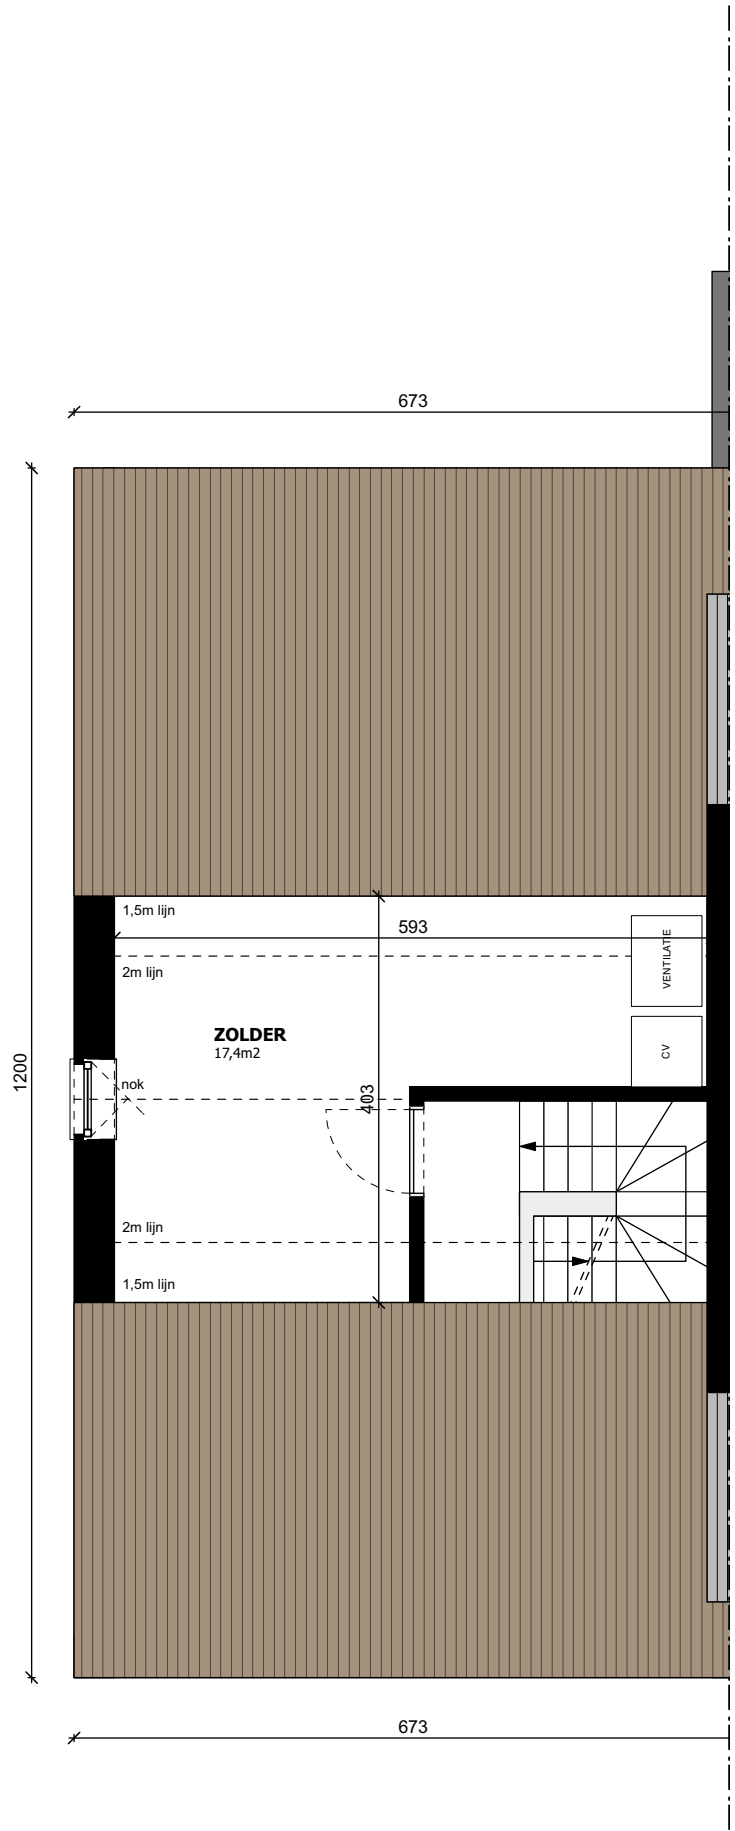 673
1200
1,5m lijn
593
2m lijn
VENTILATIE
ZOLDER
17,4m2
CV
nok
403
2m lijn
1,5m lijn
673